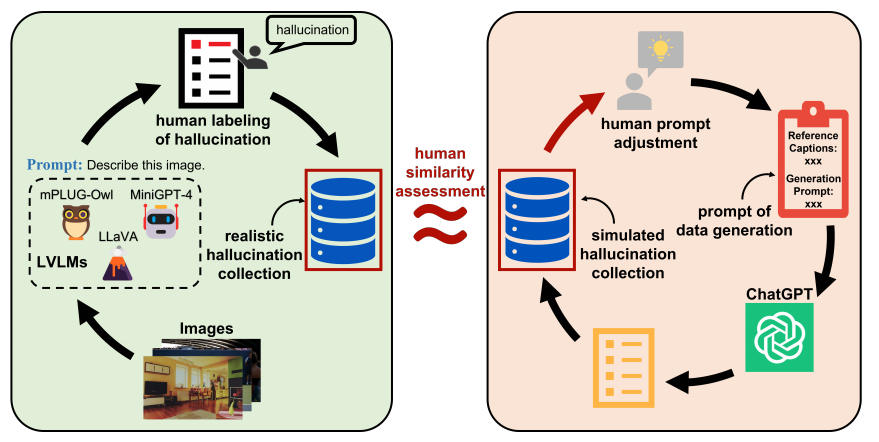 hallucination
human labeling
of hallucination
Prompt: Describe this image.
mPLUG-Owl
MiniGPT-4
LLaVA
LVLMs
realistic
hallucination
collection
Images
human
similarity
assessment
human prompt
adjustment
Reference
Captions:
xxx
Generation
Prompt:
xxx
prompt of
data generation
simulated
hallucination
collection
ChatGPT